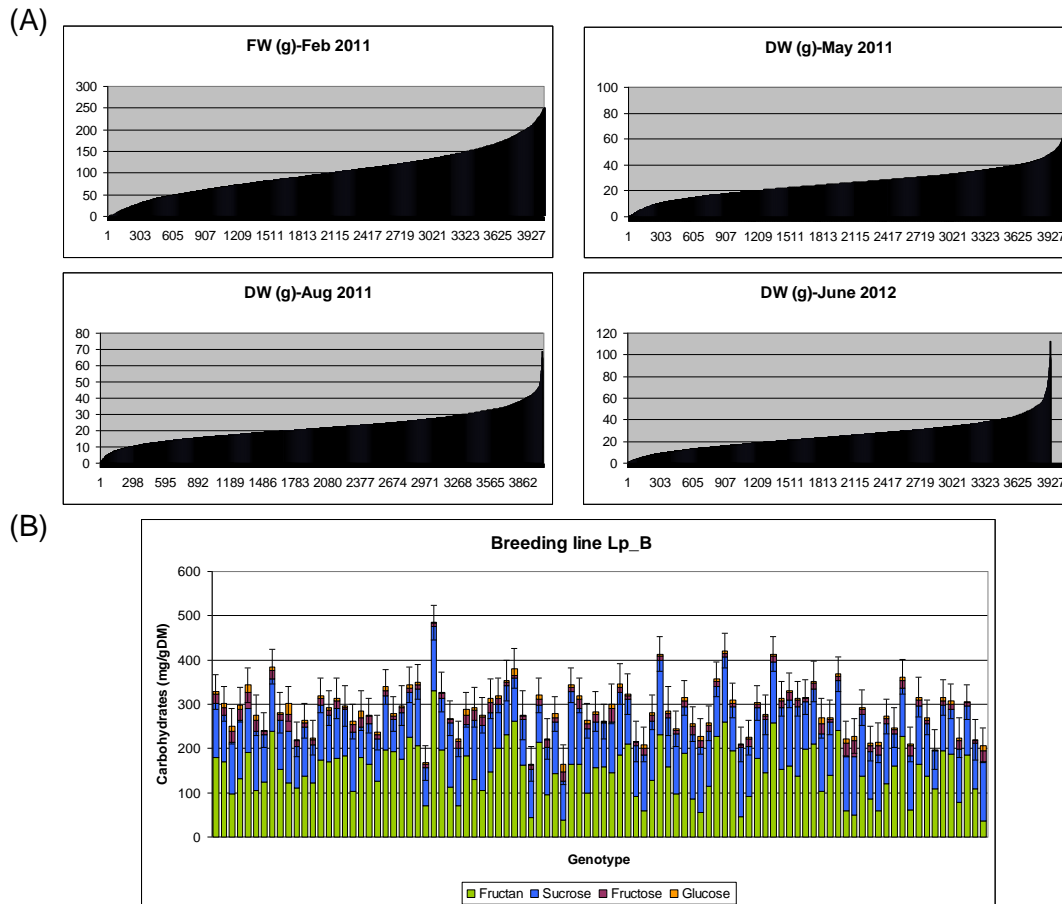 (A)
FW (g)-Feb 2011
300
250
200
150
100
50
0
1 303 605 907 1209 1511 1813 2115 2417 2719 3021 3323 3625 3927
DW (g)-May 2011
100
80
60
40
20
0
1 303 605 907 1209 1511 1813 2115 2417 2719 3021 3323 3625 3927
DW (g)-Aug 2011
80
70
60
50
40
30
20
10
0
1 298 595 892 1189 1486 1783 2080 2377 2674 2971 3268 3565 3862
DW (g)-June 2012
120
100
80
60
40
20
0
1 303 605 907 1209 1511 1813 2115 2417 2719 3021 3323 3625 3927
(B)
Breeding line Lp_B
Carbohydrates (mg/gDM)
600
500
400
300
200
100
0
Genotype
Fructan Sucrose Fructose Glucose